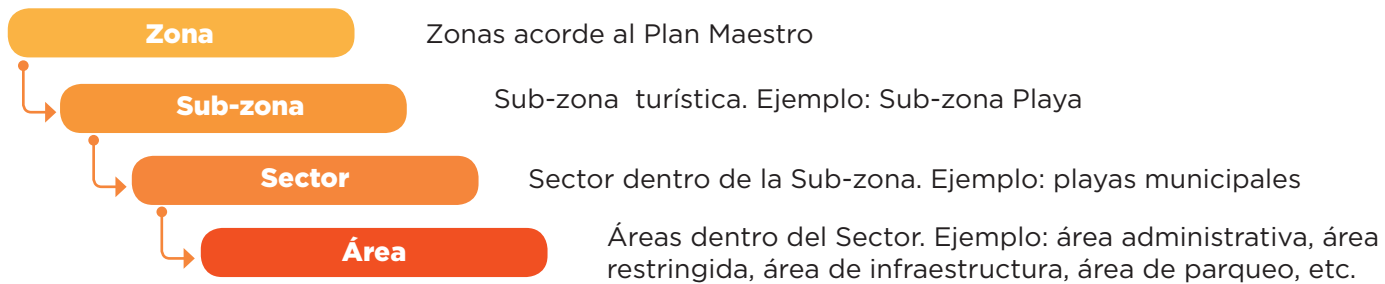 Zona
Zonas acorde al Plan Maestro
Sub-zona
Sub-zona turística. Ejemplo: Sub-zona Playa
Sector
Sector dentro de la Sub-zona. Ejemplo: playas municipales
Área
Áreas dentro del Sector. Ejemplo: área administrativa, área
restringida, área de infraestructura, área de parqueo, etc.